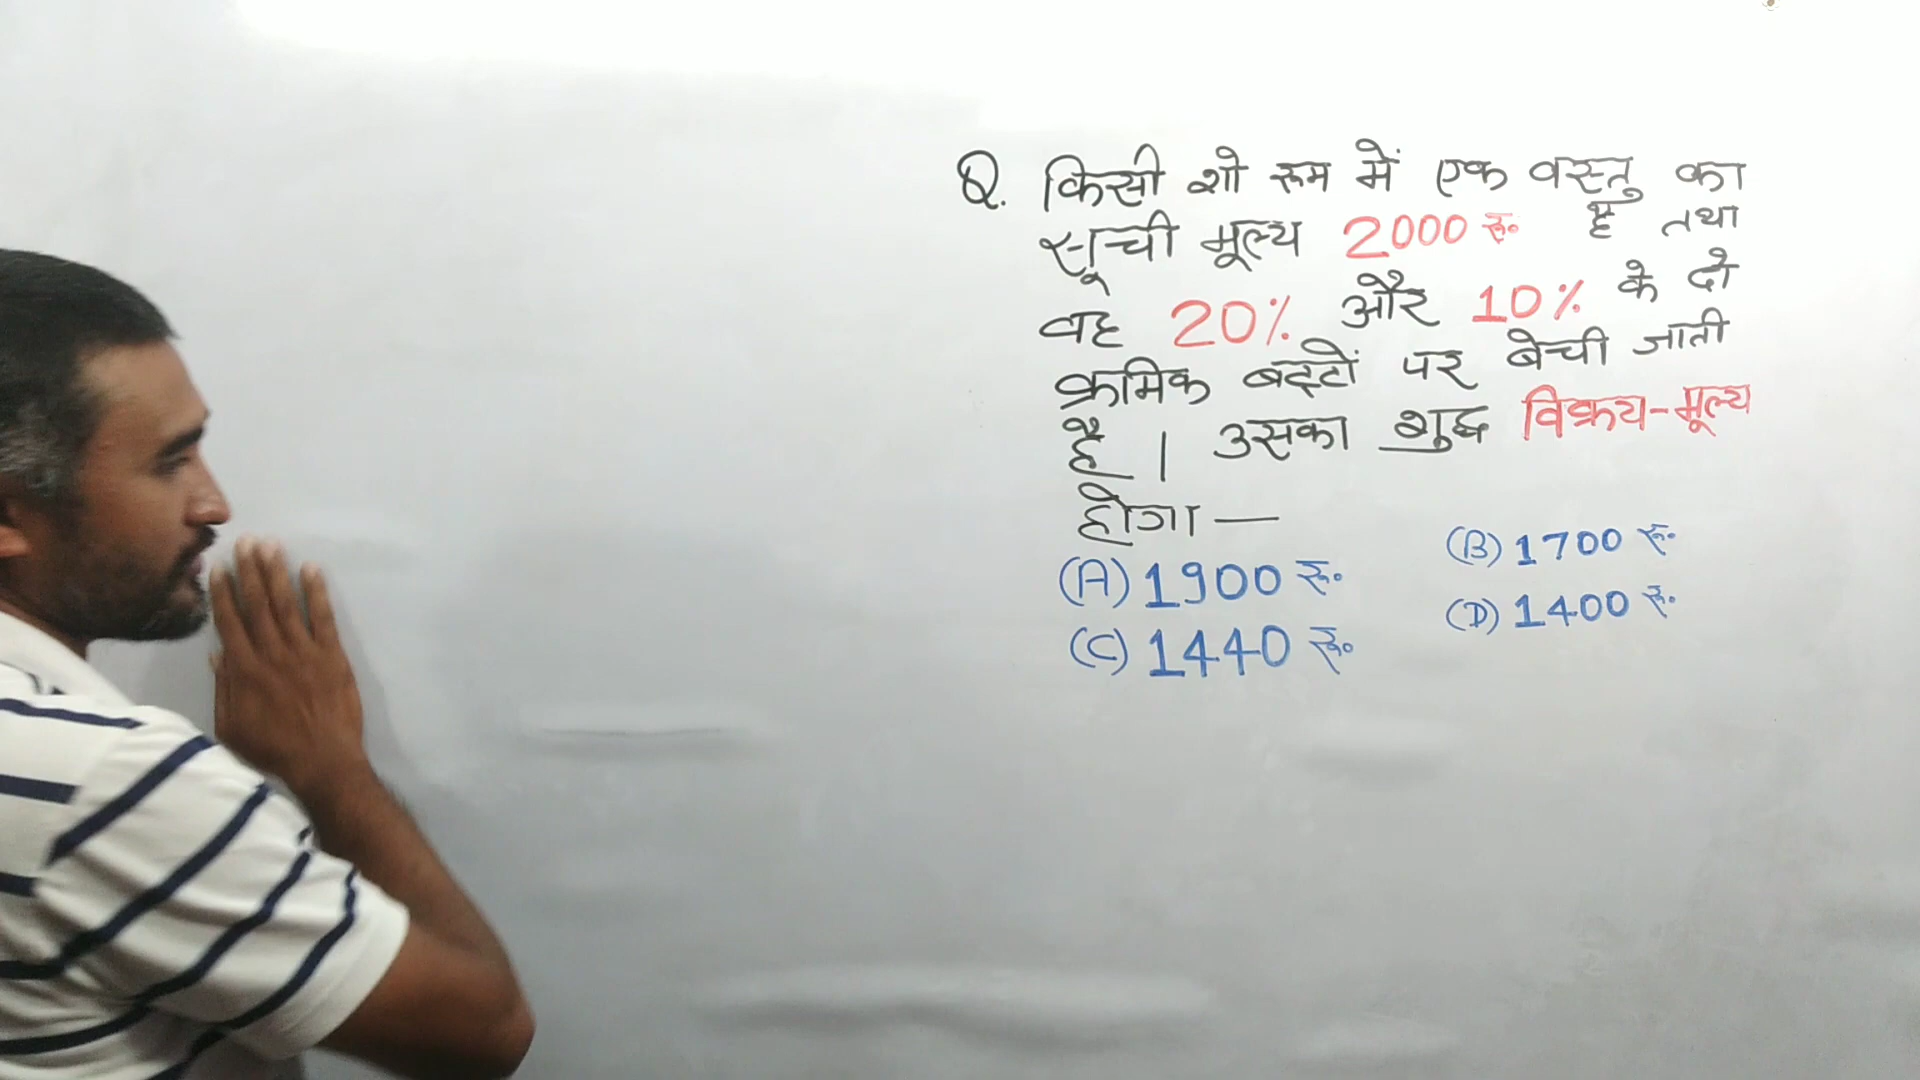 Q. किसी शो रूम में एक वस्तु का
सूची मूल्य 2000 रू. है तथा
वह 20% और 10% के दो
क्रमिक बट्टों पर बेची जाती
है । उसका शुद्ध विक्रय-मूल्य
होगा —
(A) 1900 रू. (B) 1700 रू.
(C) 1440 रू. (D) 1400 रू.